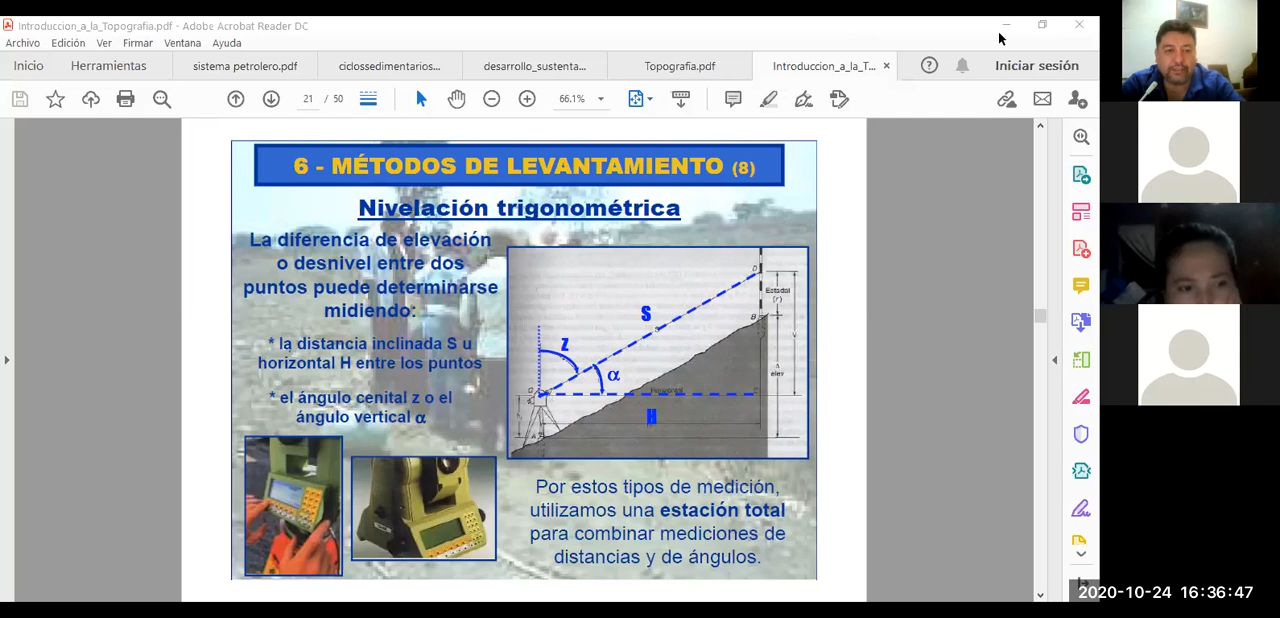 Introduccion_a_la_Topografia.pdf - Adobe Acrobat Reader DC
Archivo Edición Ver Firmar Ventana Ayuda
Inicio Herramientas sistema petrolero.pdf ciclossedimentarios... desarrollo_sustenta... Topografia.pdf Introduccion_a_la_T... × Iniciar sesión
21 / 50 66.1%
6 - MÉTODOS DE LEVANTAMIENTO (8)
Nivelación trigonométrica
La diferencia de elevación
o desnivel entre dos
puntos puede determinarse
midiendo:
* la distancia inclinada S u
horizontal H entre los puntos
* el ángulo cenital z o el
ángulo vertical α
D
Estadal
(r)
S
B
V
Z
α
elev
Horizontal
C
H
A
Por estos tipos de medición,
utilizamos una estación total
para combinar mediciones de
distancias y de ángulos.
2020-10-24 16:36:47